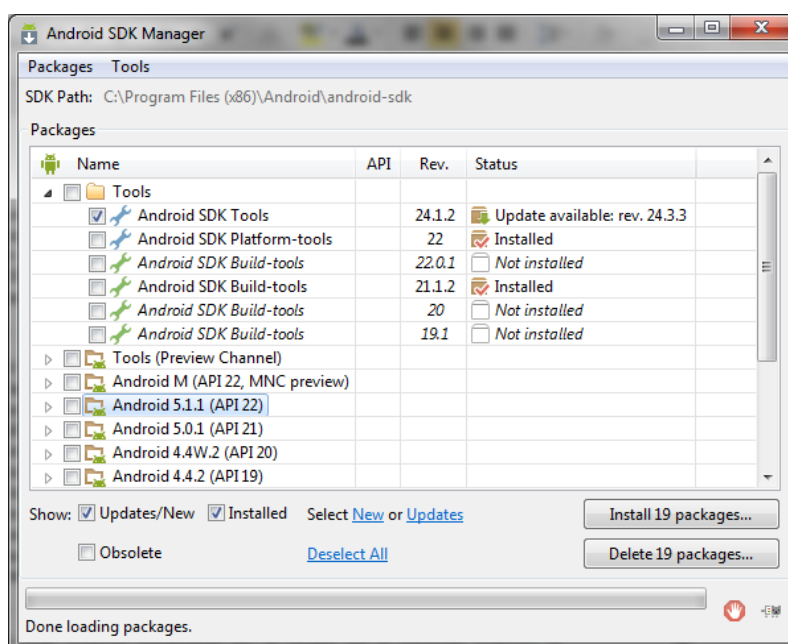 Android SDK Manager
Packages Tools
SDK Path: C:\Program Files (x86)\Android\android-sdk
Packages
Name API Rev. Status
Tools
Android SDK Tools 24.1.2 Update available: rev. 24.3.3
Android SDK Platform-tools 22 Installed
Android SDK Build-tools 22.0.1 Not installed
Android SDK Build-tools 21.1.2 Installed
Android SDK Build-tools 20 Not installed
Android SDK Build-tools 19.1 Not installed
Tools (Preview Channel)
Android M (API 22, MNC preview)
Android 5.1.1 (API 22)
Android 5.0.1 (API 21)
Android 4.4W.2 (API 20)
Android 4.4.2 (API 19)
Show: Updates/New Installed Select New or Updates Install 19 packages...
Obsolete Deselect All Delete 19 packages...
Done loading packages.